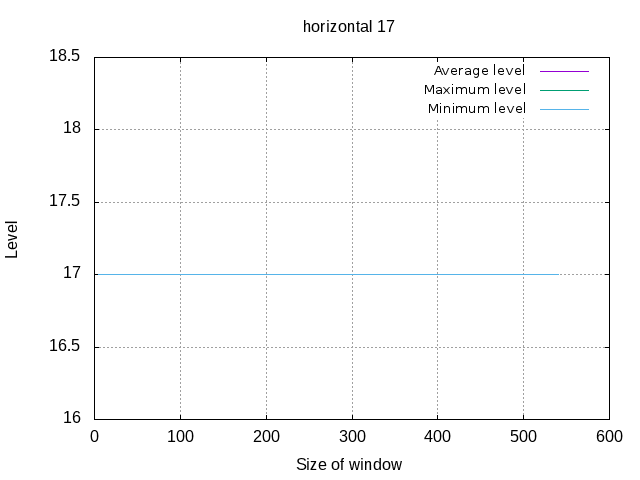 horizontal 17
18.5
18
17.5
17
16.5
16
Level
Average level
Maximum level
Minimum level
0 100 200 300 400 500 600
Size of window